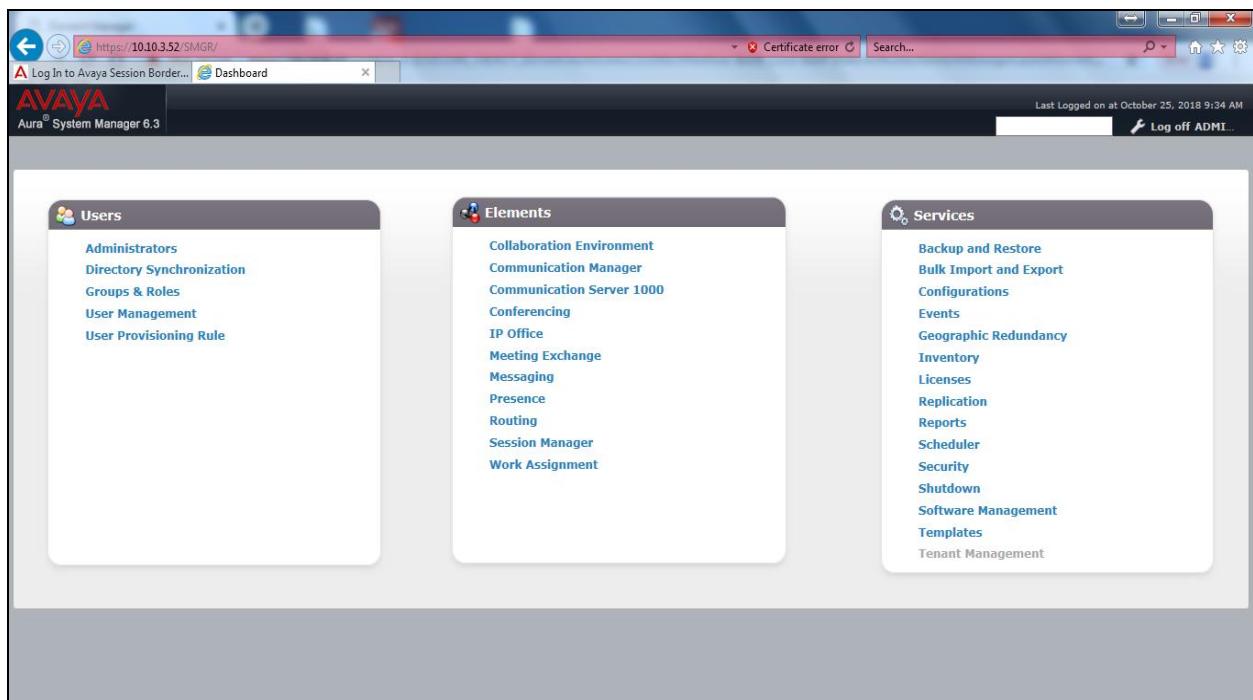 https://10.10.3.52/SMGR/
Certificate error
Search...
Log In to Avaya Session Border...
Dashboard
AVAYA
Aura® System Manager 6.3
Last Logged on at October 25, 2018 9:34 AM
Log off ADMI...
Users
Administrators
Directory Synchronization
Groups & Roles
User Management
User Provisioning Rule
Elements
Collaboration Environment
Communication Manager
Communication Server 1000
Conferencing
IP Office
Meeting Exchange
Messaging
Presence
Routing
Session Manager
Work Assignment
Services
Backup and Restore
Bulk Import and Export
Configurations
Events
Geographic Redundancy
Inventory
Licenses
Replication
Reports
Scheduler
Security
Shutdown
Software Management
Templates
Tenant Management